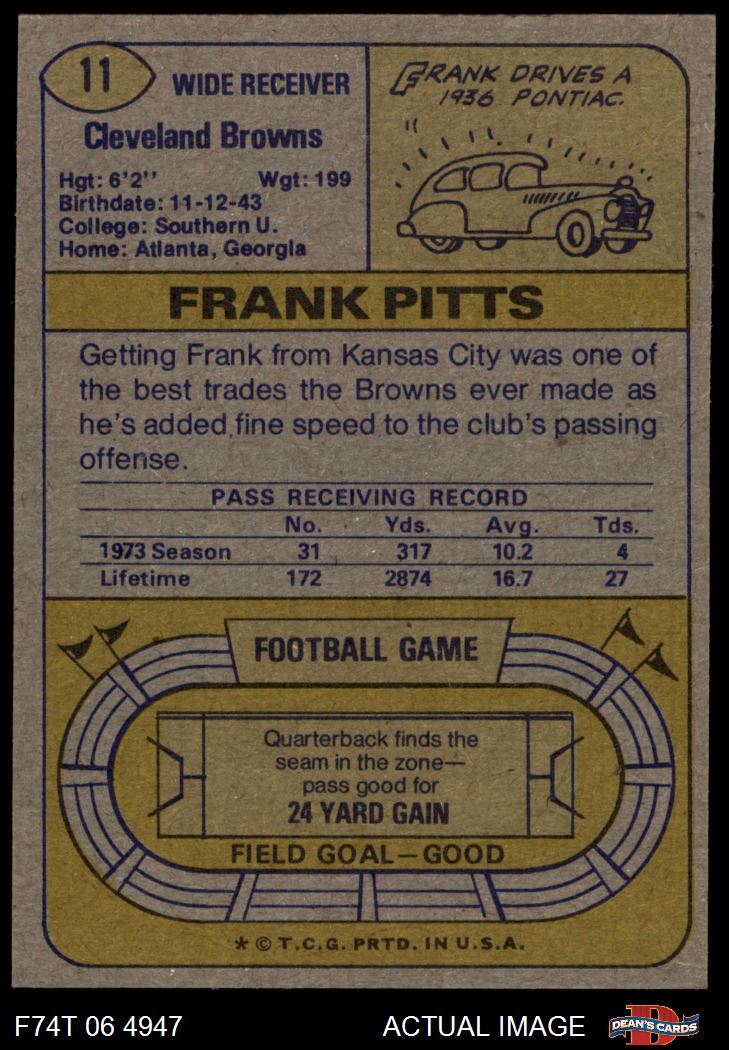 11
WIDE RECEIVER
Cleveland Browns
Hgt: 6'2'' Wgt: 199
Birthdate: 11-12-43
College: Southern U.
Home: Atlanta, Georgia
FRANK DRIVES A
1936 PONTIAC.
FRANK PITTS
Getting Frank from Kansas City was one of
the best trades the Browns ever made as
he's added fine speed to the club's passing
offense.
PASS RECEIVING RECORD
No. Yds. Avg. Tds.
1973 Season 31 317 10.2 4
Lifetime 172 2874 16.7 27
FOOTBALL GAME
Quarterback finds the
seam in the zone—
pass good for
24 YARD GAIN
FIELD GOAL—GOOD
* © T.C.G. PRTD. IN U.S.A.
F74T 06 4947 ACTUAL IMAGE DEAN'S CARDS